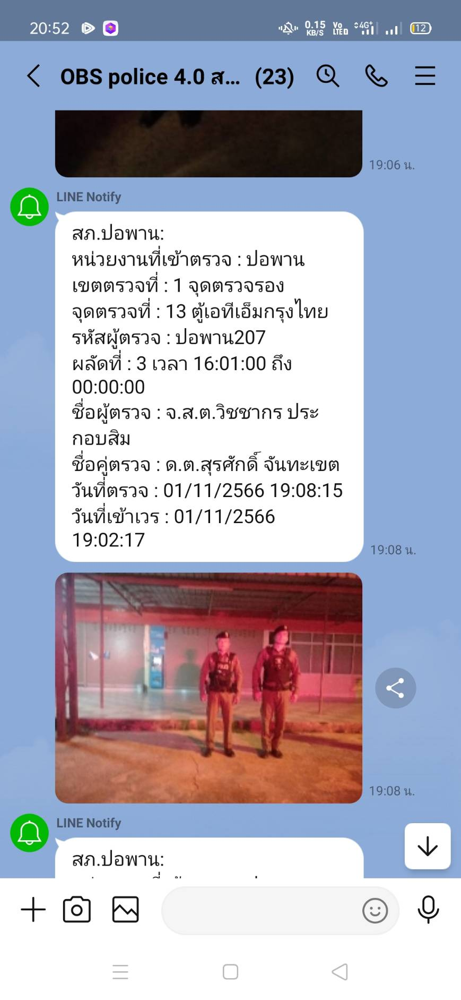 20:52
0.15
KB/S
Vo
LTE
4G+
12
OBS police 4.0 ส... (23)
19:06 น.
LINE Notify
สภ.ปอพาน:
หน่วยงานที่เข้าตรวจ : ปอพาน
เขตตรวจที่ : 1 จุดตรวจรอง
จุดตรวจที่ : 13 ตู้เอทีเอ็มกรุงไทย
รหัสผู้ตรวจ : ปอพาน207
ผลัดที่ : 3 เวลา 16:01:00 ถึง
00:00:00
ชื่อผู้ตรวจ : จ.ส.ต.วิชชากร ประ
กอบสิม
ชื่อคู่ตรวจ : ด.ต.สุรศักดิ์ จันทะเขต
วันที่ตรวจ : 01/11/2566 19:08:15
วันที่เข้าเวร : 01/11/2566
19:02:17
19:08 น.
19:08 น.
LINE Notify
สภ.ปอพาน: